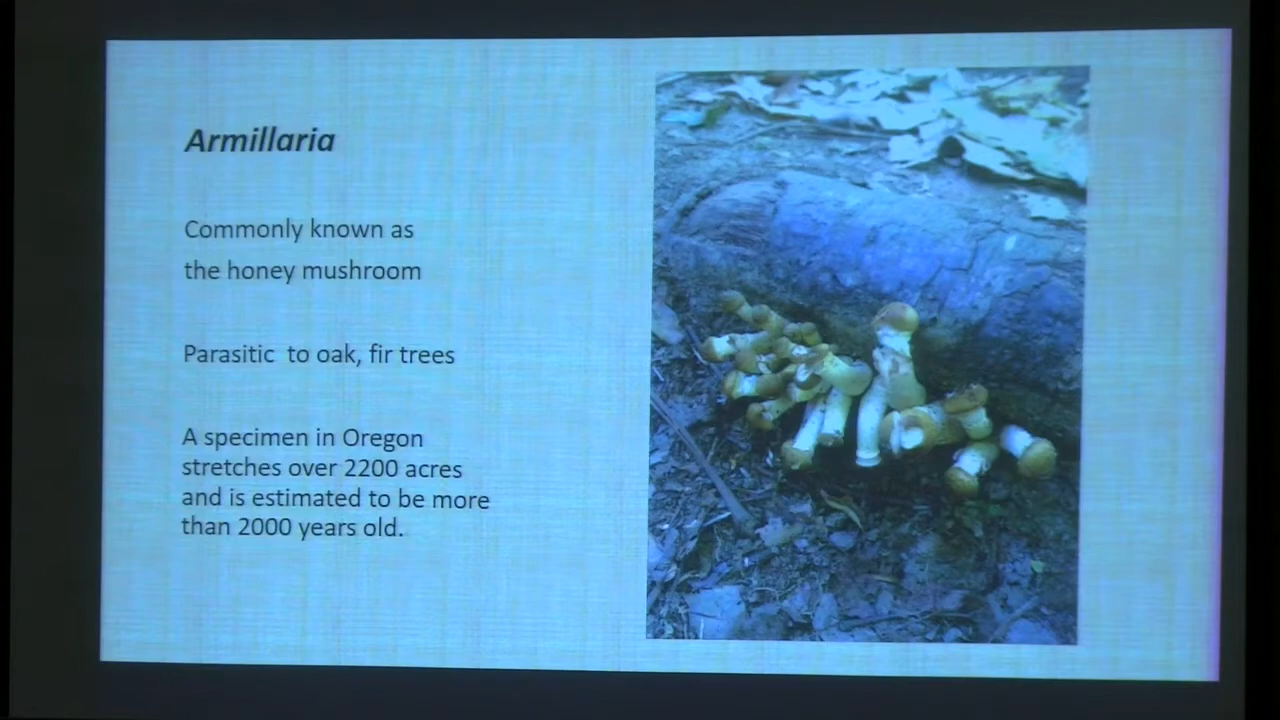 Armillaria
Commonly known as
the honey mushroom
Parasitic  to oak, fir trees
A specimen in Oregon
stretches over 2200 acres
and is estimated to be more
than 2000 years old.